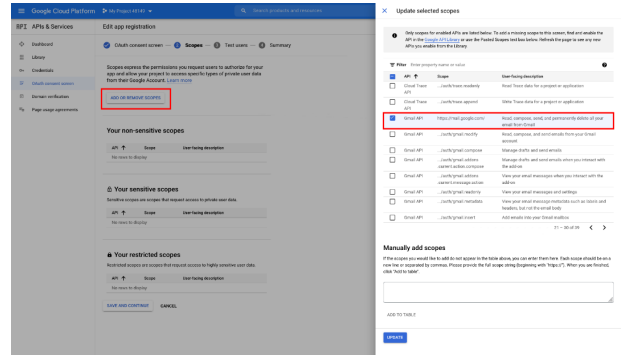 Google Cloud Platform
My Project 48149
Search products and resources
API APIs & Services
Dashboard
Library
Credentials
OAuth consent screen
Domain verification
Page usage agreements
Edit app registration
OAuth consent screen — 2 Scopes — 3 Test users — 4 Summary
Scopes express the permissions you request users to authorize for your
app and allow your project to access specific types of private user data
from their Google Account. Learn more
ADD OR REMOVE SCOPES
Your non-sensitive scopes
API ↑ Scope User-facing description
No rows to display
Your sensitive scopes
Sensitive scopes are scopes that request access to private user data.
API ↑ Scope User-facing description
No rows to display
Your restricted scopes
Restricted scopes are scopes that request access to highly sensitive user data.
API ↑ Scope User-facing description
No rows to display
SAVE AND CONTINUE CANCEL
Update selected scopes
Only scopes for enabled APIs are listed below. To add a missing scope to this screen, find and enable the
API in the Google API Library or use the Pasted Scopes text box below. Refresh the page to see any new
APIs you enable from the Library.
Filter Enter property name or value
API ↑ Scope User-facing description
Cloud Trace API .../auth/trace.readonly Read Trace data for a project or application
Cloud Trace API .../auth/trace.append Write Trace data for a project or application
Gmail API https://mail.google.com/ Read, compose, send, and permanently delete all your
email from Gmail
Gmail API .../auth/gmail.modify Read, compose, and send emails from your Gmail
account
Gmail API .../auth/gmail.compose Manage drafts and send emails
Gmail API .../auth/gmail.addons Manage drafts and send emails when you interact with
.current.action.compose the add-on
Gmail API .../auth/gmail.addons View your email messages when you interact with the
.current.message.action add-on
Gmail API .../auth/gmail.readonly View your email messages and settings
Gmail API .../auth/gmail.metadata View your email message metadata such as labels and
headers, but not the email body
Gmail API .../auth/gmail.insert Add emails into your Gmail mailbox
21 – 30 of 39
Manually add scopes
If the scopes you would like to add do not appear in the table above, you can enter them here. Each scope should be on a
new line or separated by commas. Please provide the full scope string (beginning with "https://"). When you are finished,
click "Add to table".
ADD TO TABLE
UPDATE